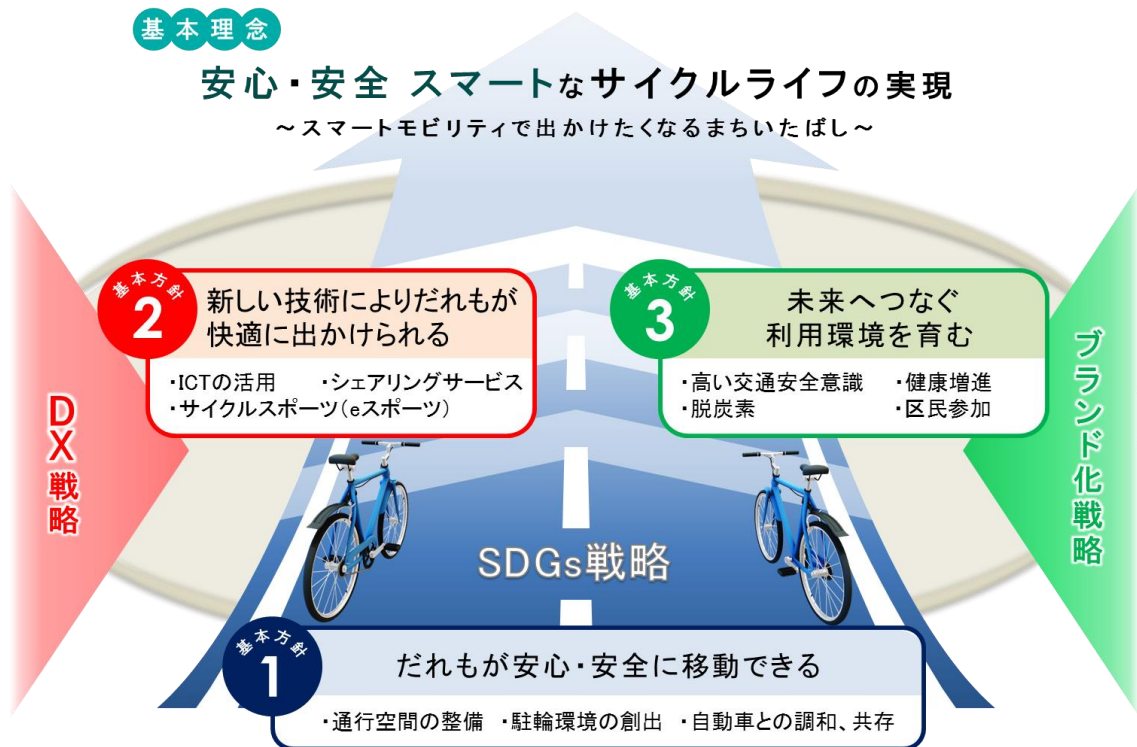 基本理念
安心・安全 スマートなサイクルライフの実現
～スマートモビリティで出かけたくなるまちいたばし～
基本方針
2
新しい技術によりだれもが
快適に出かけられる
・ICTの活用 ・シェアリングサービス
・サイクルスポーツ(eスポーツ)
基本方針
3
未来へつなぐ
利用環境を育む
・高い交通安全意識 ・健康増進
・脱炭素 ・区民参加
DX戦略
ブランド化戦略
SDGs戦略
基本方針
1
だれもが安心・安全に移動できる
・通行空間の整備 ・駐輪環境の創出 ・自動車との調和、共存